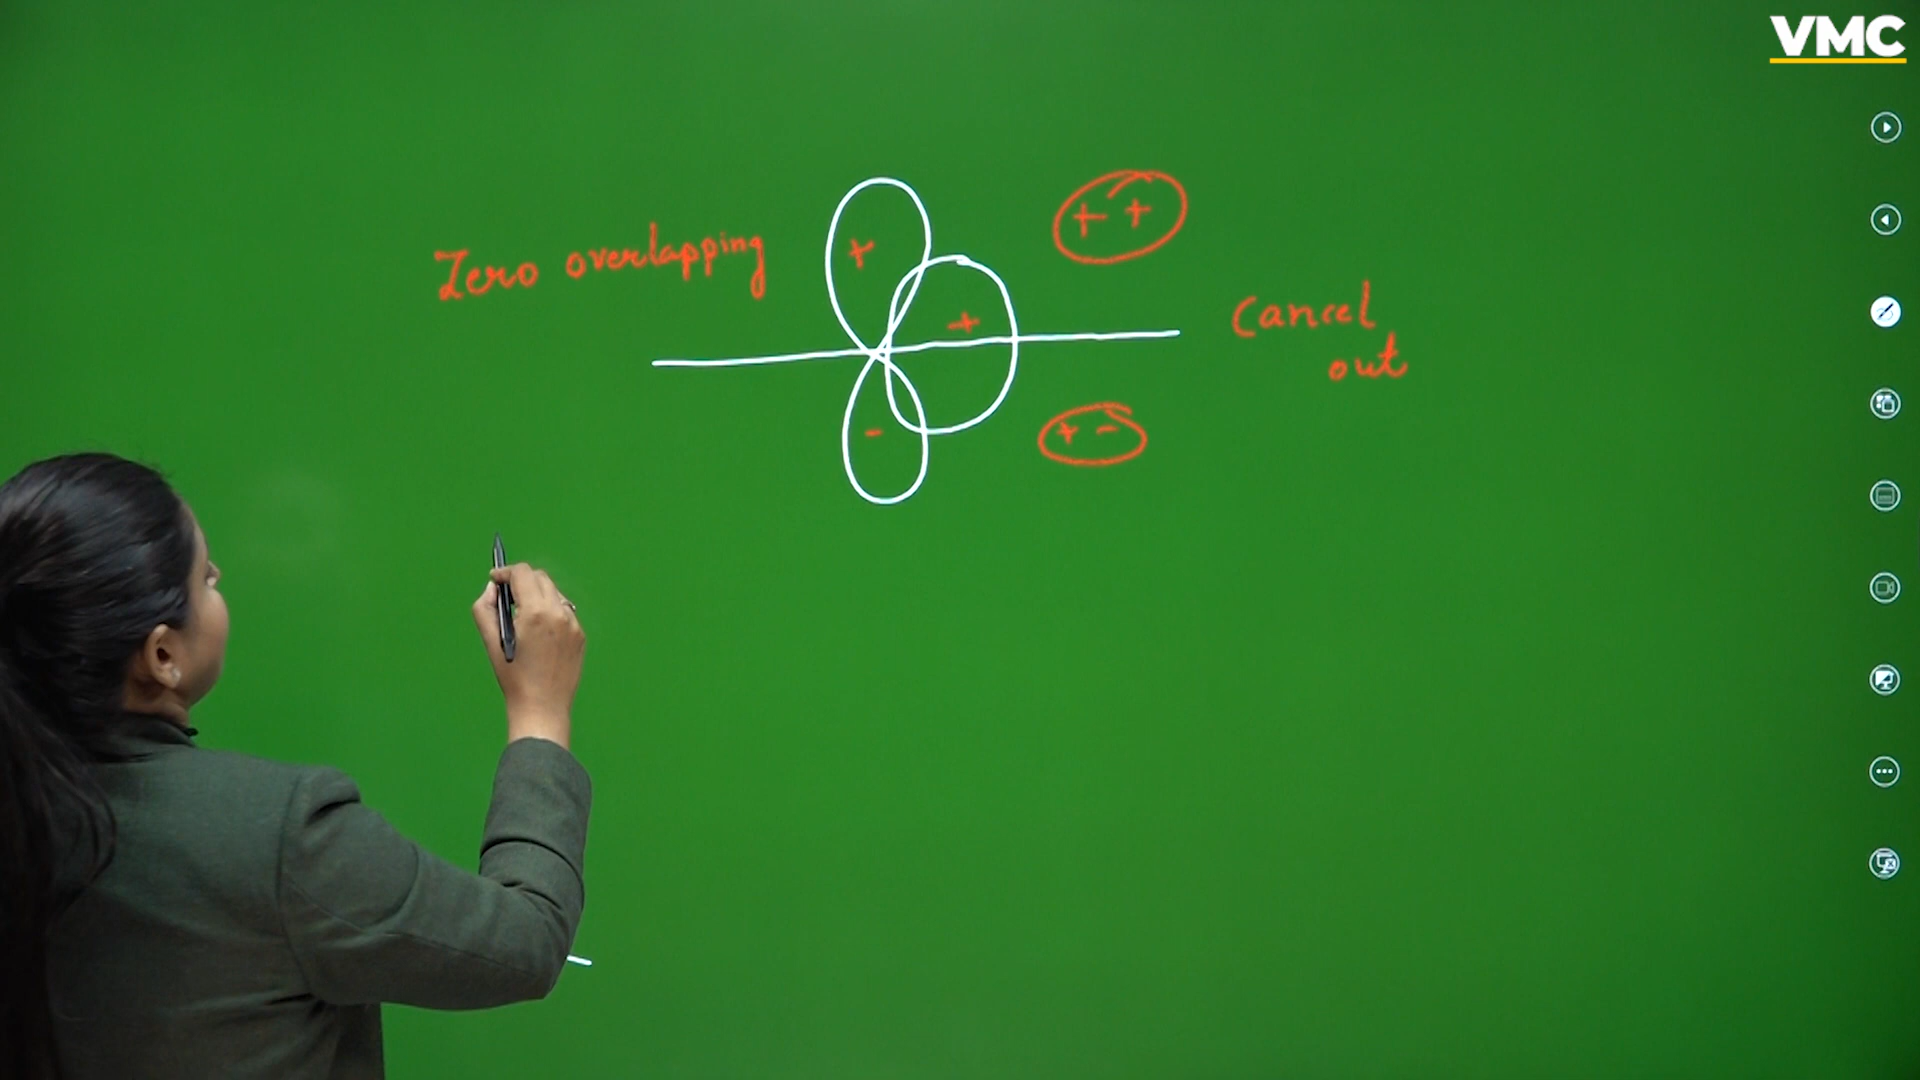 VMC
+ +
Zero overlapping
+
+
Cancel
out
-
+ -